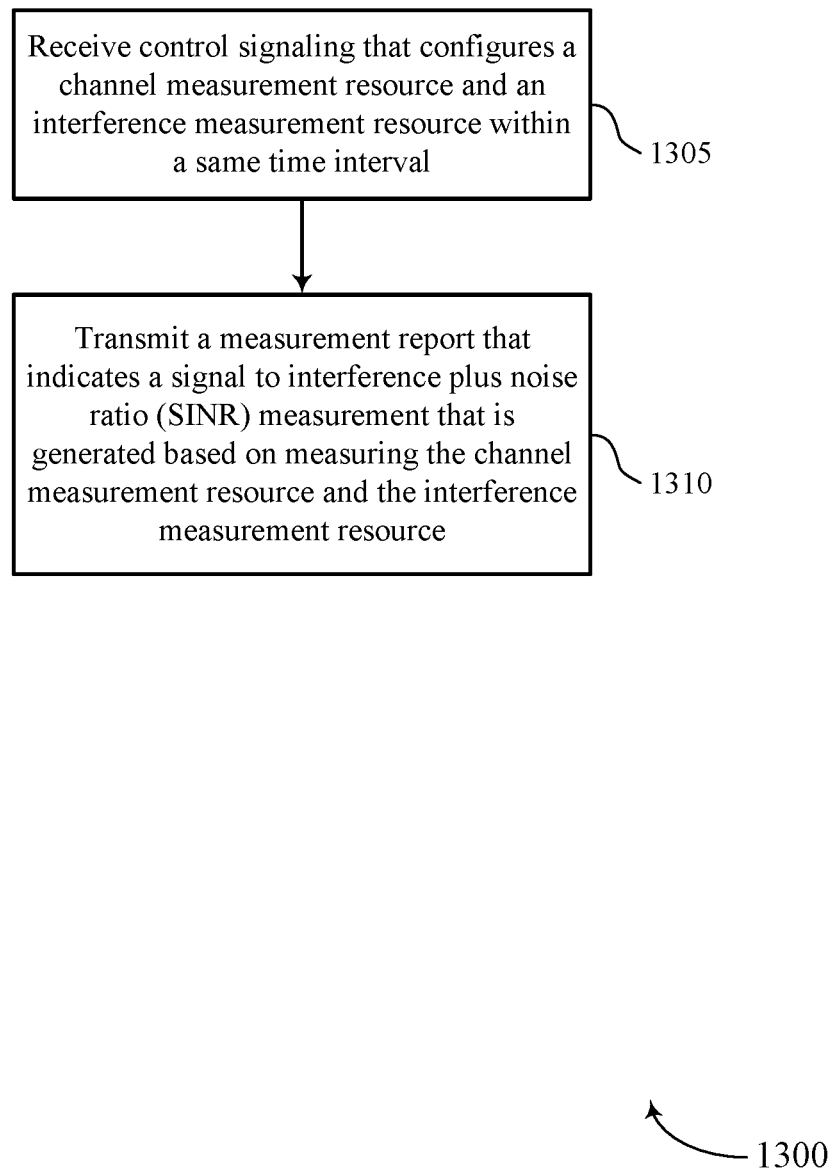 Receive control signaling that configures a
channel measurement resource and an
interference measurement resource within
a same time interval
1305
Transmit a measurement report that
indicates a signal to interference plus noise
ratio (SINR) measurement that is
generated based on measuring the channel
measurement resource and the interference
measurement resource
1310
1300